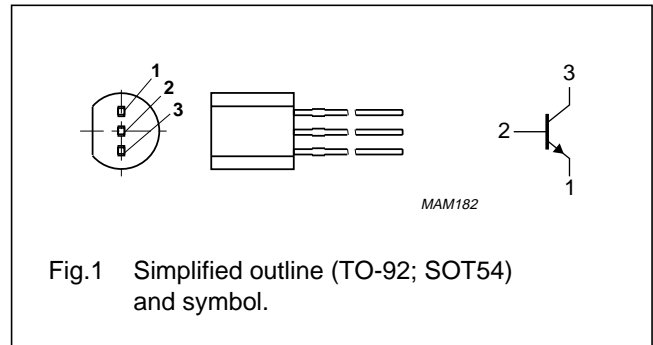 1
2
3
3
2
1
MAM182
Fig.1 Simplified outline (TO-92; SOT54)
and symbol.